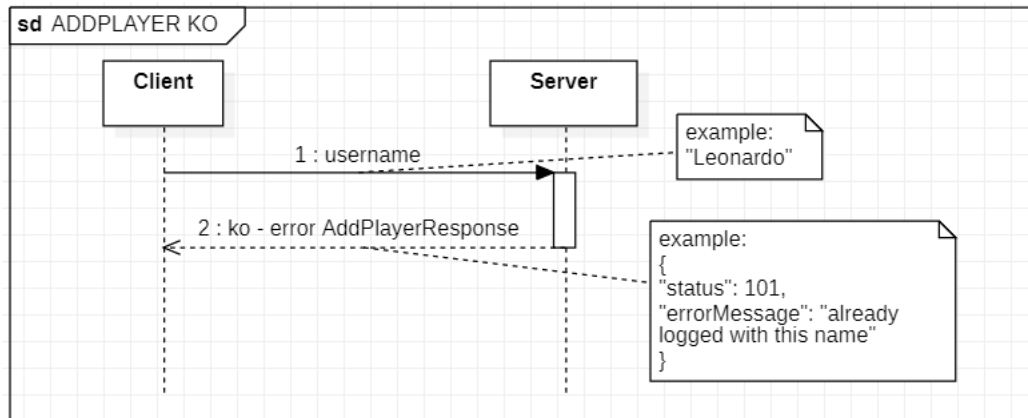 sd ADDPLAYER KO
Client
Server
example:
"Leonardo"
1 : username
2 : ko - error AddPlayerResponse
example:
{
"status": 101,
"errorMessage": "already
logged with this name"
}